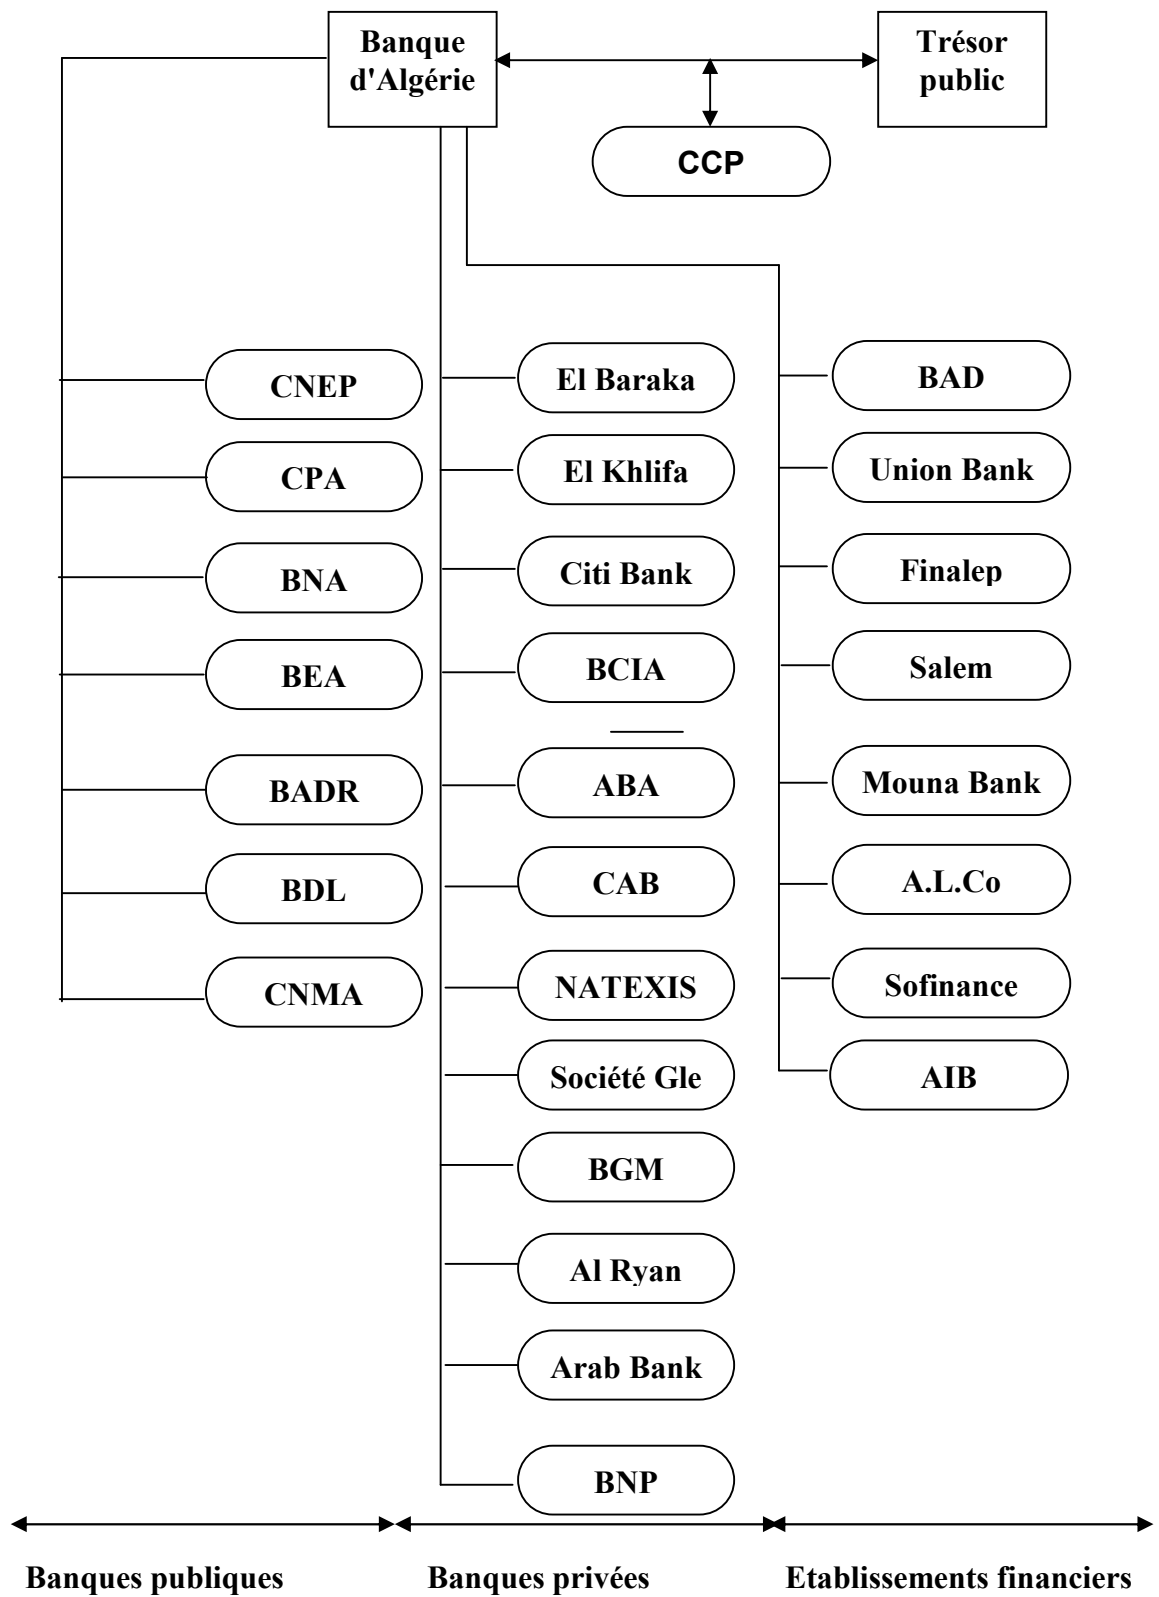 Banque
d'Algérie
Trésor
public
CCP
CNEP
CPA
BNA
BEA
BADR
BDL
CNMA
El Baraka
El Khlifa
Citi Bank
BCIA
ABA
CAB
NATEXIS
Société Gle
BGM
Al Ryan
Arab Bank
BNP
BAD
Union Bank
Finalep
Salem
Mouna Bank
A.L.Co
Sofinance
AIB
Banques publiques
Banques privées
Etablissements financiers